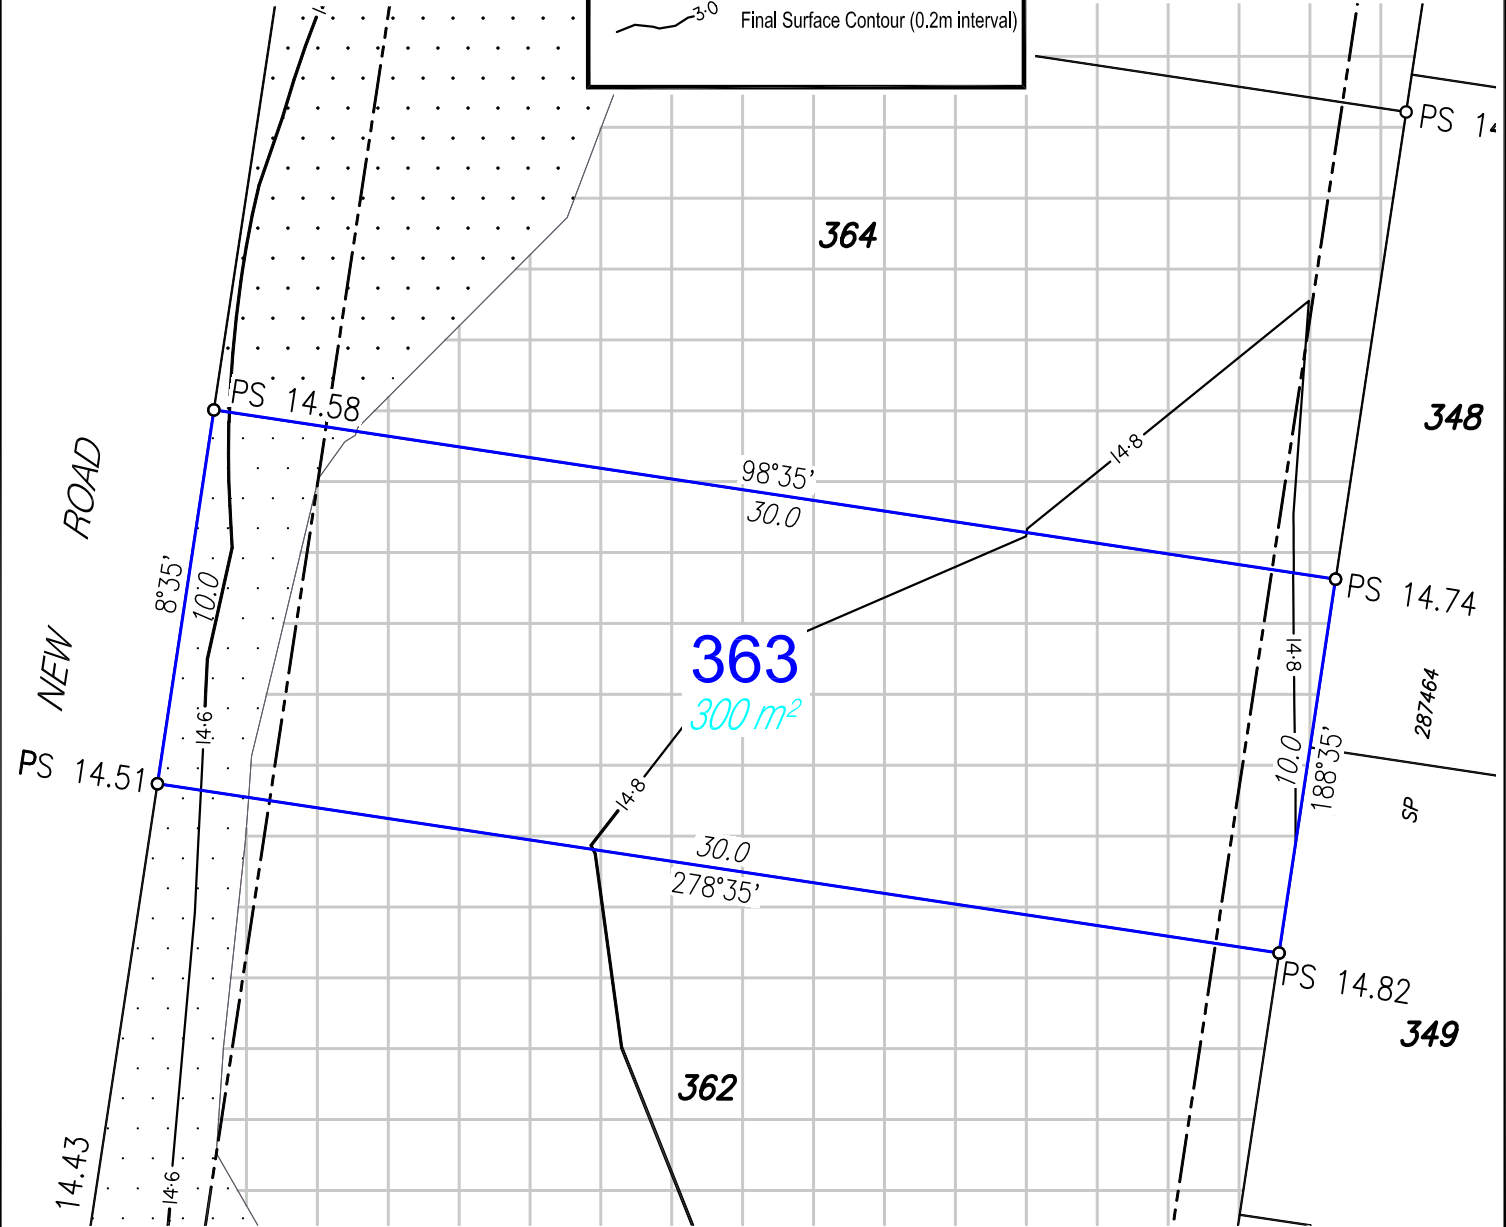 3·0
Final Surface Contour (0.2m interval)
PS
364
PS 14.58
348
14·8
98°35'
30.0
ROAD
8°35'
10.0
PS 14.74
363
300 m²
14·8
NEW
287464
14·6
10.0
188°35'
PS 14.51
14·8
SP
30.0
278°35'
PS 14.82
349
362
14.43
14·6